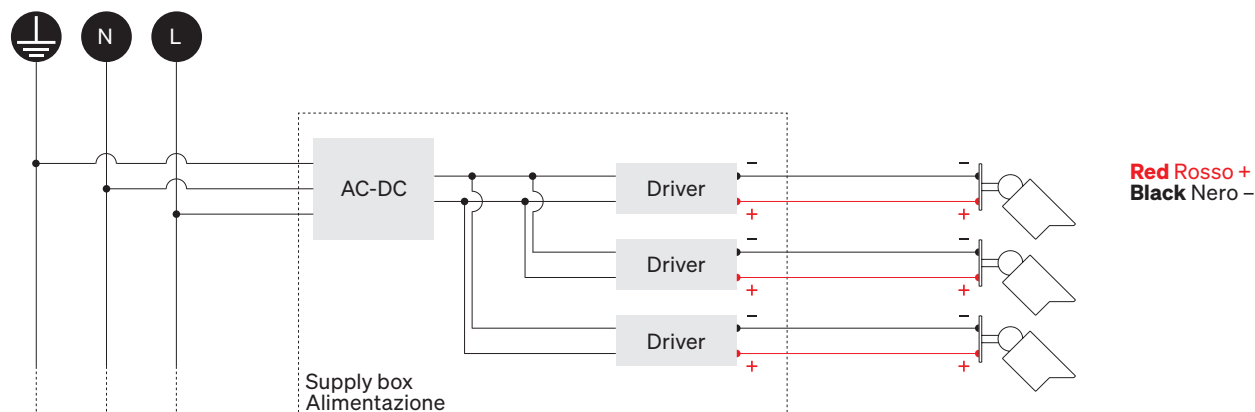 N L
AC-DC
Driver
− +
− +
Red Rosso +
Black Nero –
Driver
− +
− +
Driver
− +
− +
Supply box
Alimentazione